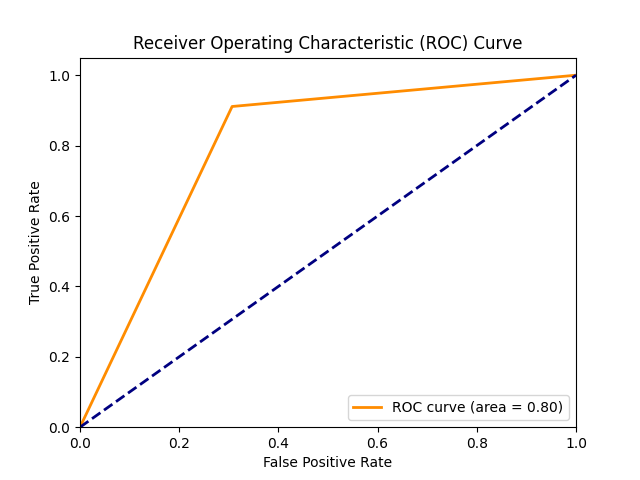 Receiver Operating Characteristic (ROC) Curve
1.0
0.8
0.6
0.4
0.2
0.0
True Positive Rate
ROC curve (area = 0.80)
0.0 0.2 0.4 0.6 0.8 1.0
False Positive Rate